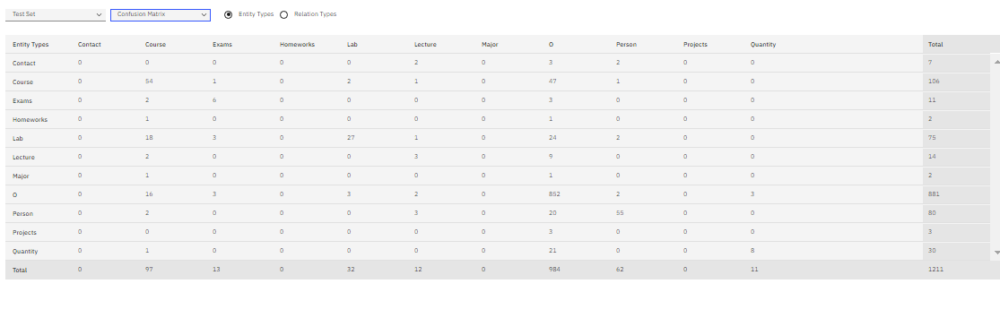 Test Set Confusion Matrix Entity Types Relation Types
Entity Types Contact Course Exams Homeworks Lab Lecture Major O Person Projects Quantity Total
Contact 0 0 0 0 0 2 0 3 2 0 0 7
Course 0 54 1 0 2 1 0 47 1 0 0 106
Exams 0 2 6 0 0 0 0 3 0 0 0 11
Homeworks 0 1 0 0 0 0 0 1 0 0 0 2
Lab 0 18 3 0 27 1 0 24 2 0 0 75
Lecture 0 2 0 0 0 3 0 9 0 0 0 14
Major 0 1 0 0 0 0 0 1 0 0 0 2
O 0 16 3 0 3 2 0 852 2 0 3 881
Person 0 2 0 0 0 3 0 20 55 0 0 80
Projects 0 0 0 0 0 0 0 3 0 0 0 3
Quantity 0 1 0 0 0 0 0 21 0 0 8 30
Total 0 97 13 0 32 12 0 984 62 0 11 1211